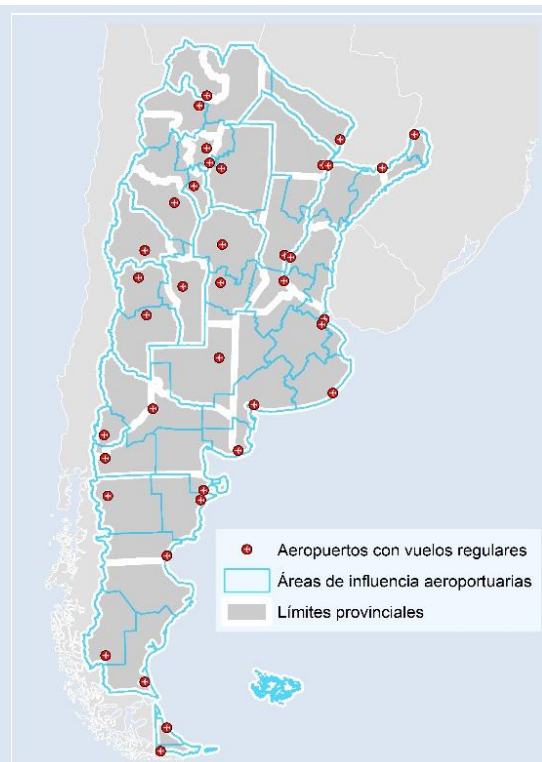 Aeropuertos con vuelos regulares
Áreas de influencia aeroportuarias
Límites provinciales